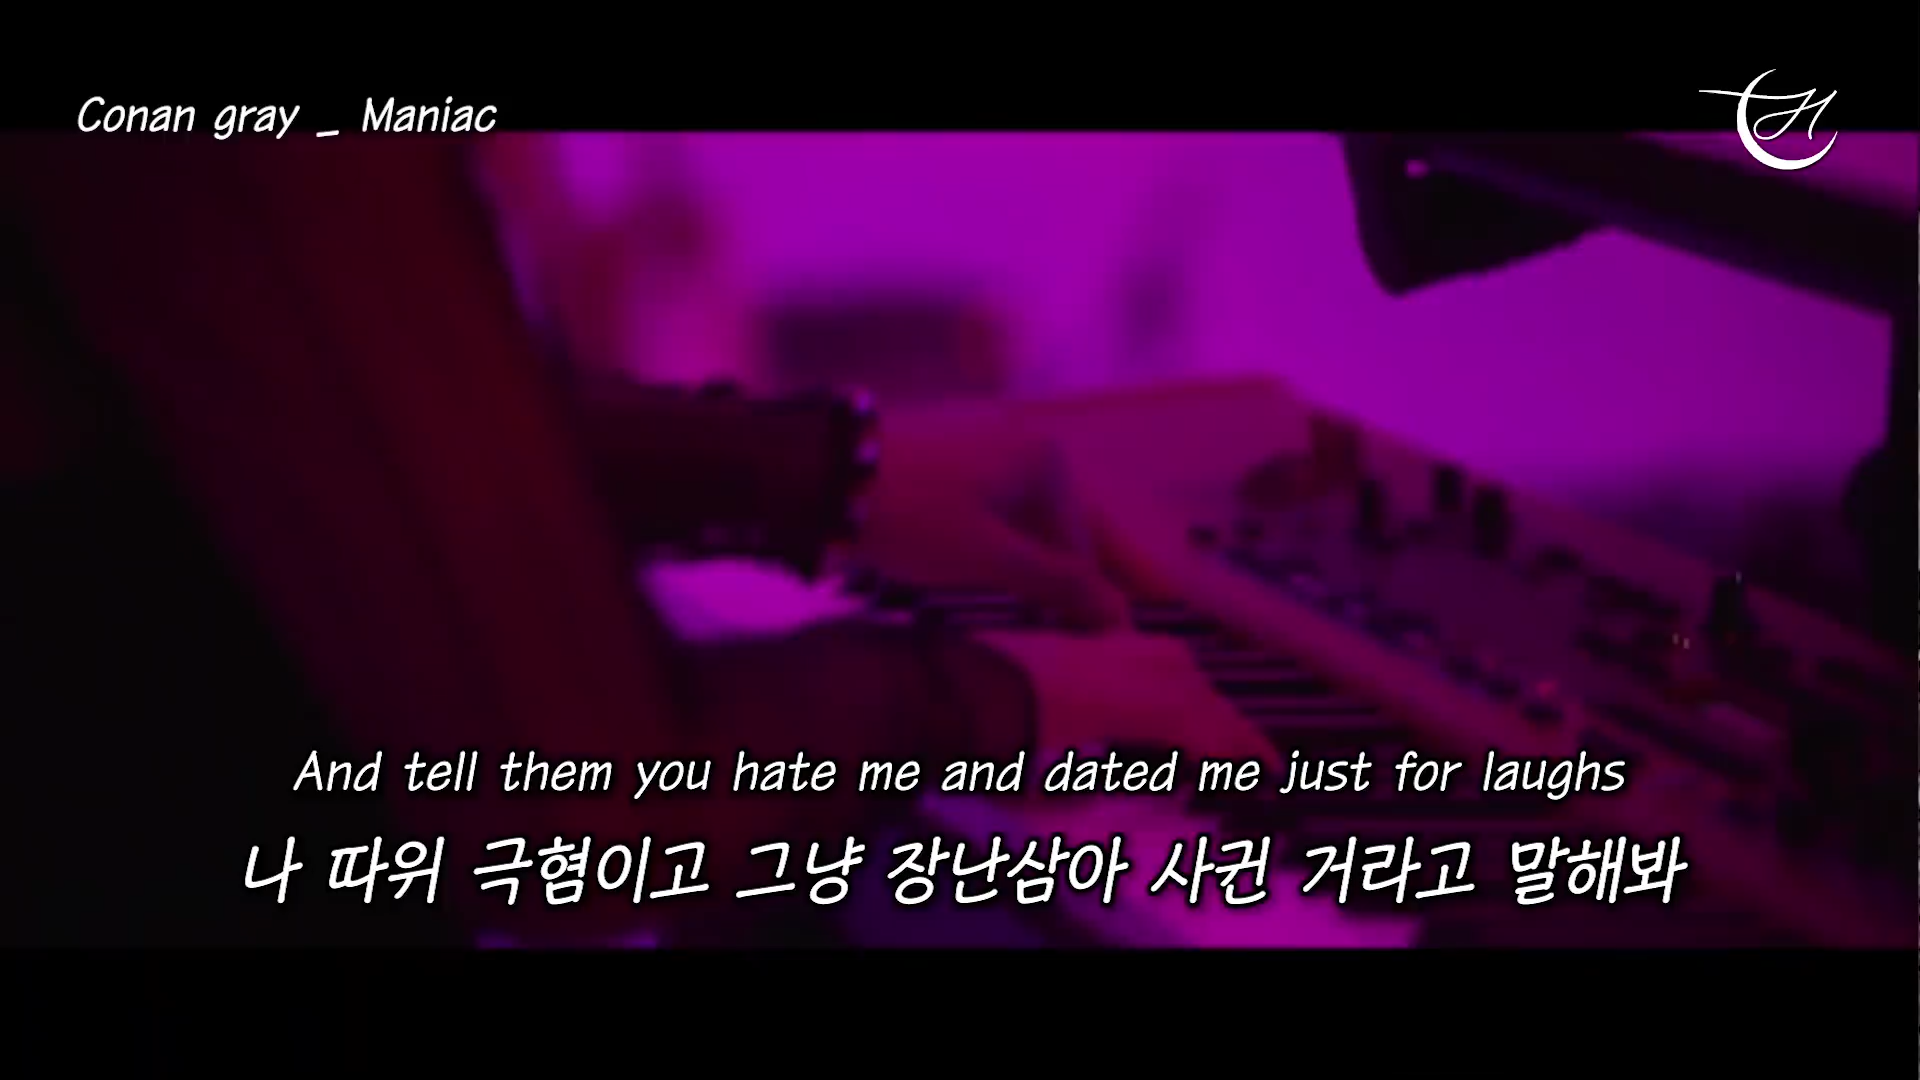 Conan gray _ Maniac
And tell them you hate me and dated me just for laughs
나 따위 극혐이고 그냥 장난삼아 사귄 거라고 말해봐